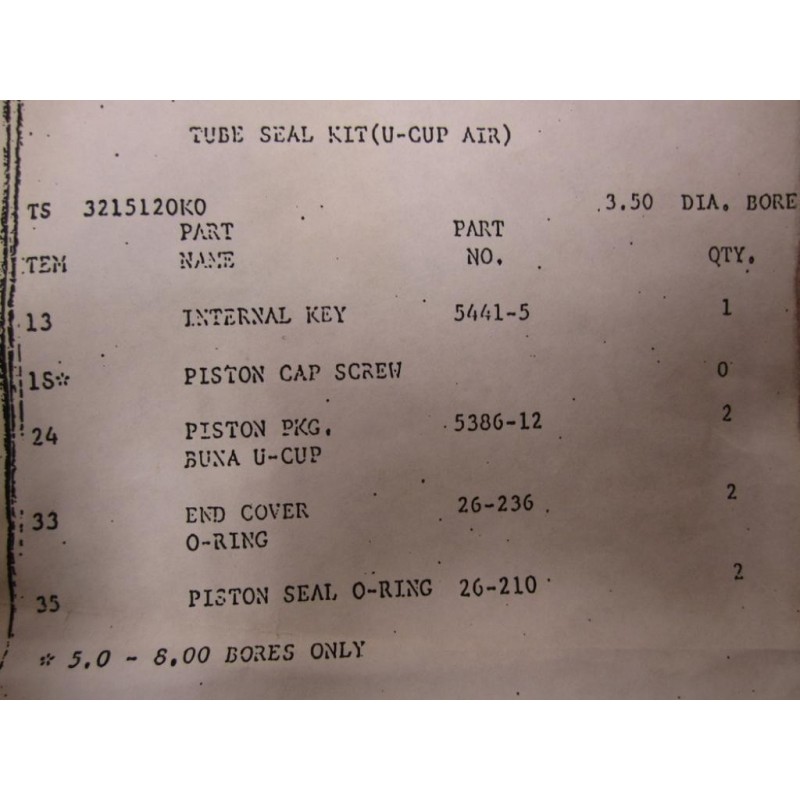 TUBE SEAL KIT(U-CUP AIR)
TS 3215120K0 3.50 DIA. BORE
PART PART
TEM NAME NO. QTY.
13 INTERNAL KEY 5441-5 1
1S* PISTON CAP SCREW 0
24 PISTON PKG. 5386-12 2
BUNA U-CUP
33 END COVER 26-236 2
O-RING
35 PISTON SEAL O-RING 26-210 2
* 5.0 - 8.00 BORES ONLY